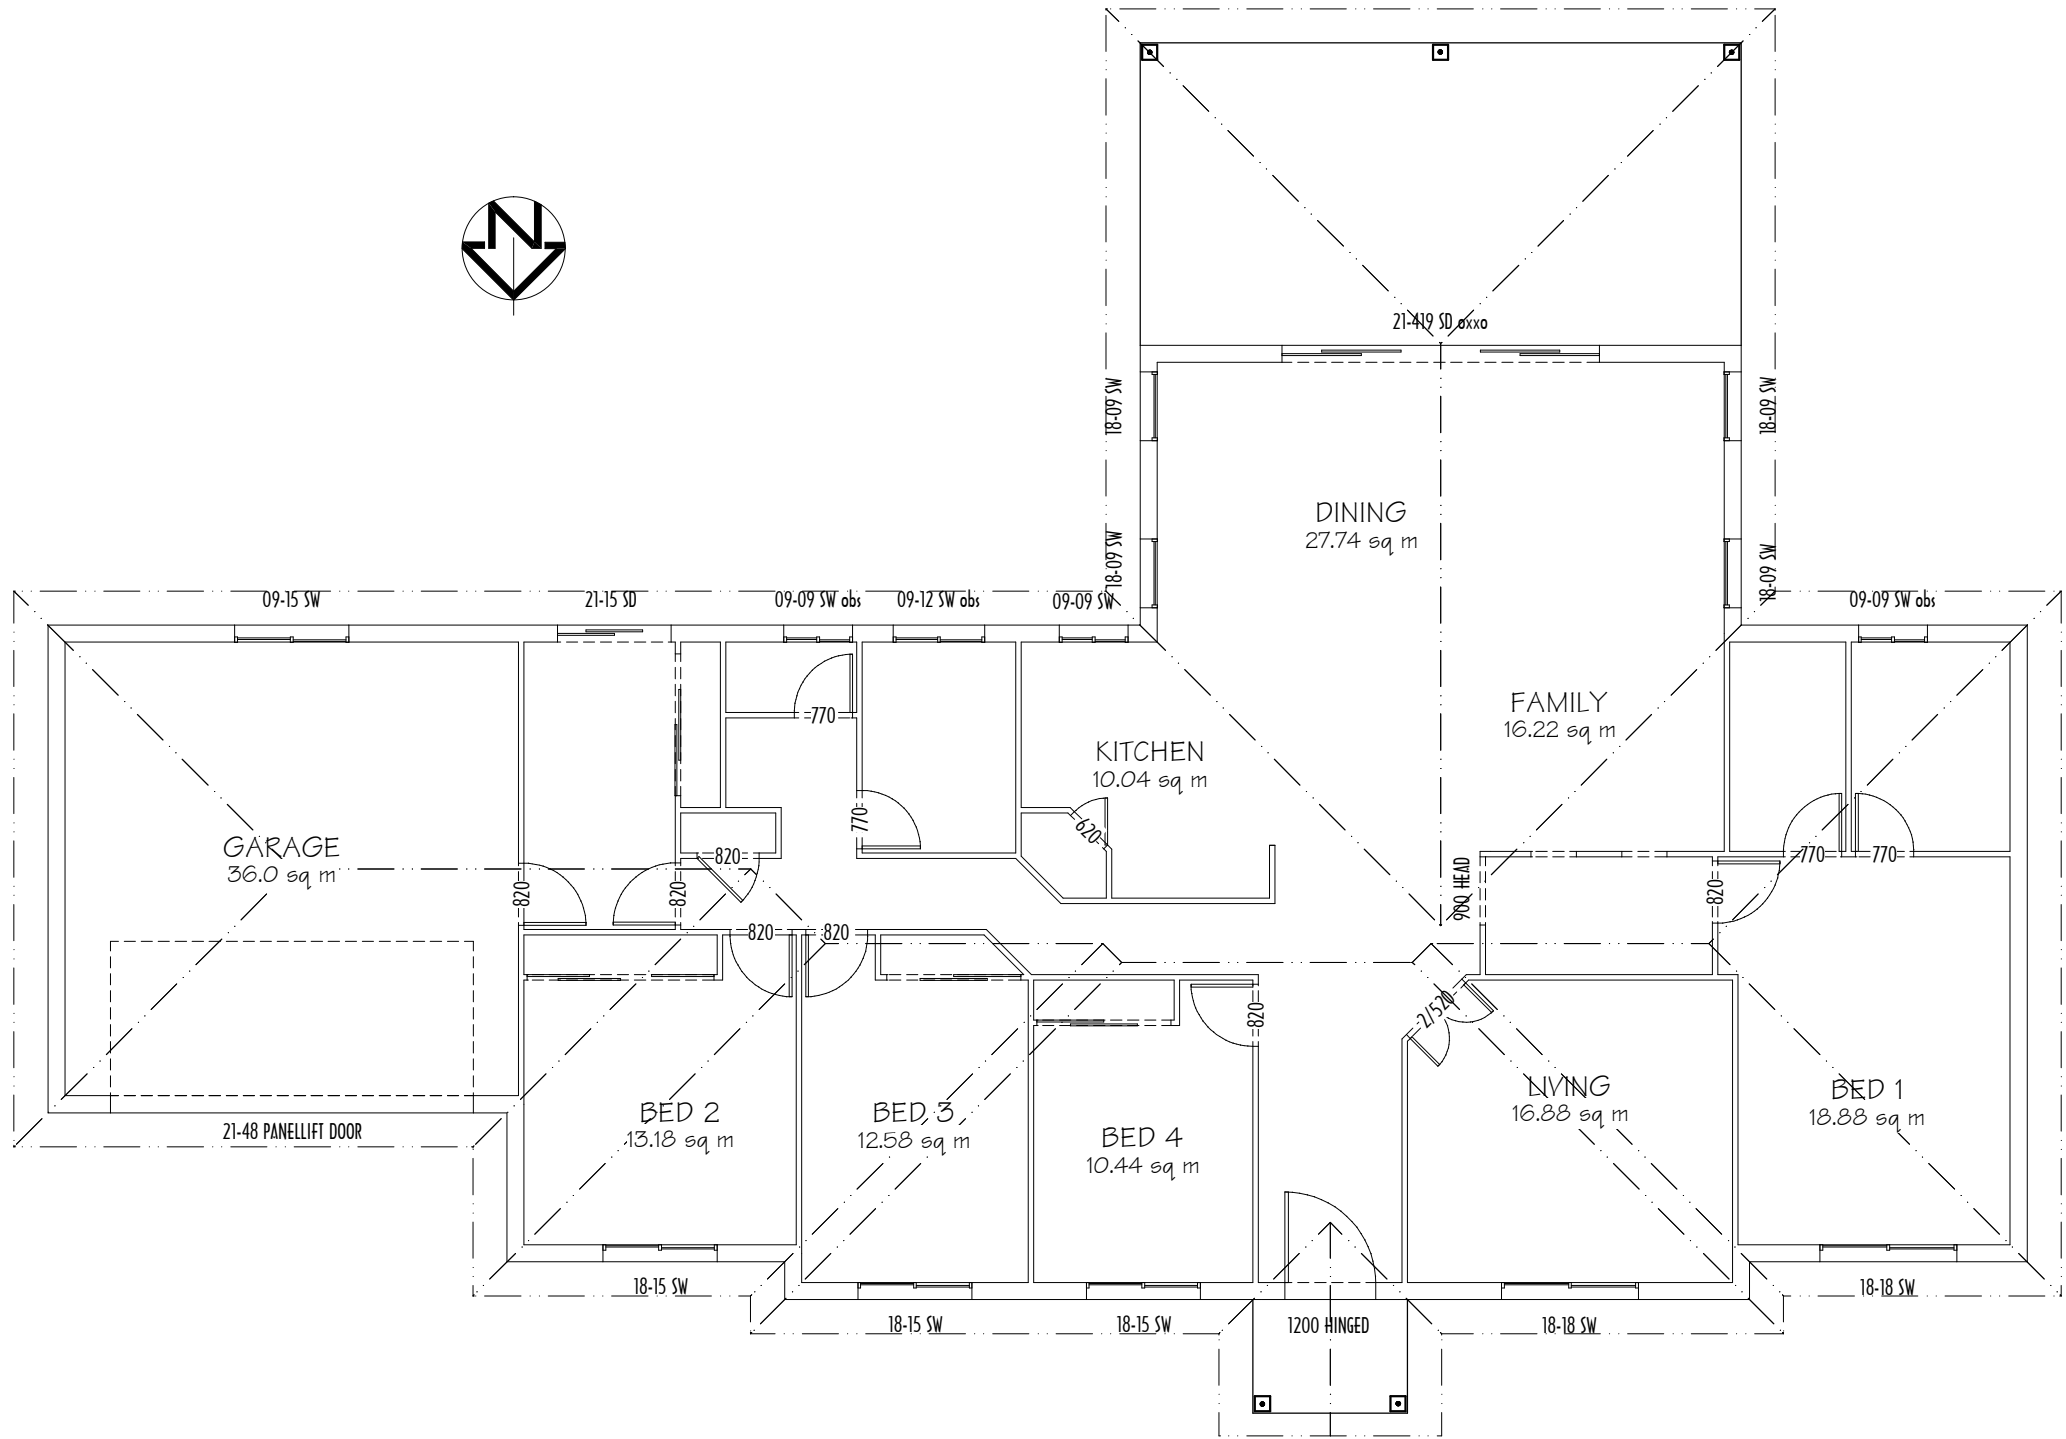 N
21-419 SD oxxo
18-09 SW
18-09 SW
DINING
27.74 sq m
18-09 SW
18-09 SW
09-15 SW
21-15 SD
09-09 SW obs
09-12 SW obs
09-09 SW
09-09 SW obs
770
FAMILY
16.22 sq m
KITCHEN
10.04 sq m
770
620
GARAGE
36.0 sq m
820
820
820
900 HEAD
820
770
770
820
820
820
2/520
BED 2
13.18 sq m
BED 3
12.58 sq m
BED 4
10.44 sq m
LIVING
16.88 sq m
BED 1
18.88 sq m
21-48 PANELLIFT DOOR
18-15 SW
18-15 SW
18-15 SW
1200 HINGED
18-18 SW
18-18 SW